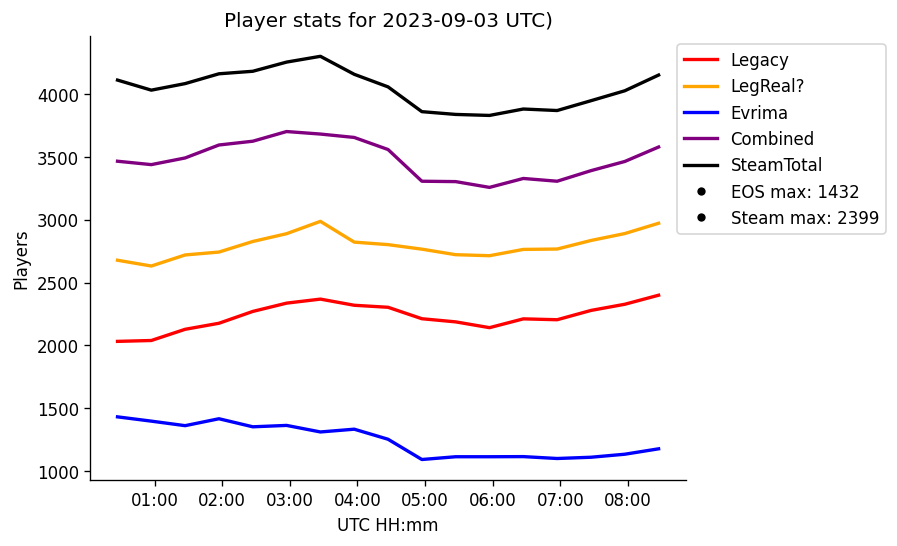 Player stats for 2023-09-03 UTC)
Legacy
LegReal?
Evrima
Combined
SteamTotal
EOS max: 1432
Steam max: 2399
Players
4000
3500
3000
2500
2000
1500
1000
01:00 02:00 03:00 04:00 05:00 06:00 07:00 08:00
UTC HH:mm